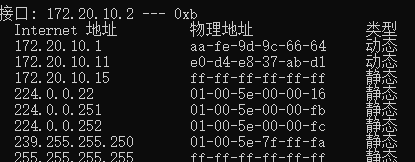 接口: 172.20.10.2 --- 0xb
Internet 地址 物理地址 类型
172.20.10.1 aa-fe-9d-9c-66-64 动态
172.20.10.11 e0-d4-e8-37-ab-d1 动态
172.20.10.15 ff-ff-ff-ff-ff-ff 静态
224.0.0.22 01-00-5e-00-00-16 静态
224.0.0.251 01-00-5e-00-00-fb 静态
224.0.0.252 01-00-5e-00-00-fc 静态
239.255.255.250 01-00-5e-7f-ff-fa 静态
255.255.255.255 ff-ff-ff-ff-ff-ff 静态